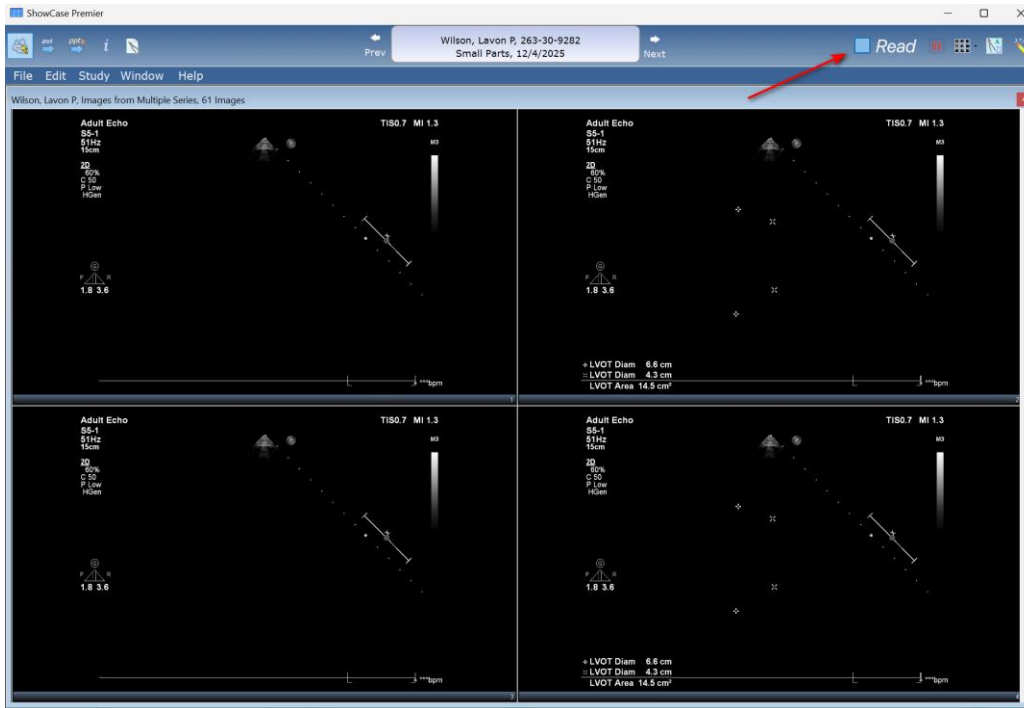 ShowCase Premier
avi
pptx
i
Prev
Wilson, Lavon P, 263-30-9282
Small Parts, 12/4/2025
Next
Read
File Edit Study Window Help
Wilson, Lavon P, Images from Multiple Series, 61 Images
Adult Echo
S5-1
51Hz
15cm
2D
60%
C 50
P Low
HGen
TIS0.7 MI 1.3
M3
G
P R
1.8 3.6
***bpm
1
Adult Echo
S5-1
51Hz
15cm
2D
60%
C 50
P Low
HGen
TIS0.7 MI 1.3
M3
G
P R
1.8 3.6
LVOT Diam 6.6 cm
LVOT Diam 4.3 cm
LVOT Area 14.5 cm²
***bpm
2
Adult Echo
S5-1
51Hz
15cm
2D
60%
C 50
P Low
HGen
TIS0.7 MI 1.3
M3
G
P R
1.8 3.6
***bpm
3
Adult Echo
S5-1
51Hz
15cm
2D
60%
C 50
P Low
HGen
TIS0.7 MI 1.3
M3
G
P R
1.8 3.6
LVOT Diam 6.6 cm
LVOT Diam 4.3 cm
LVOT Area 14.5 cm²
***bpm
4